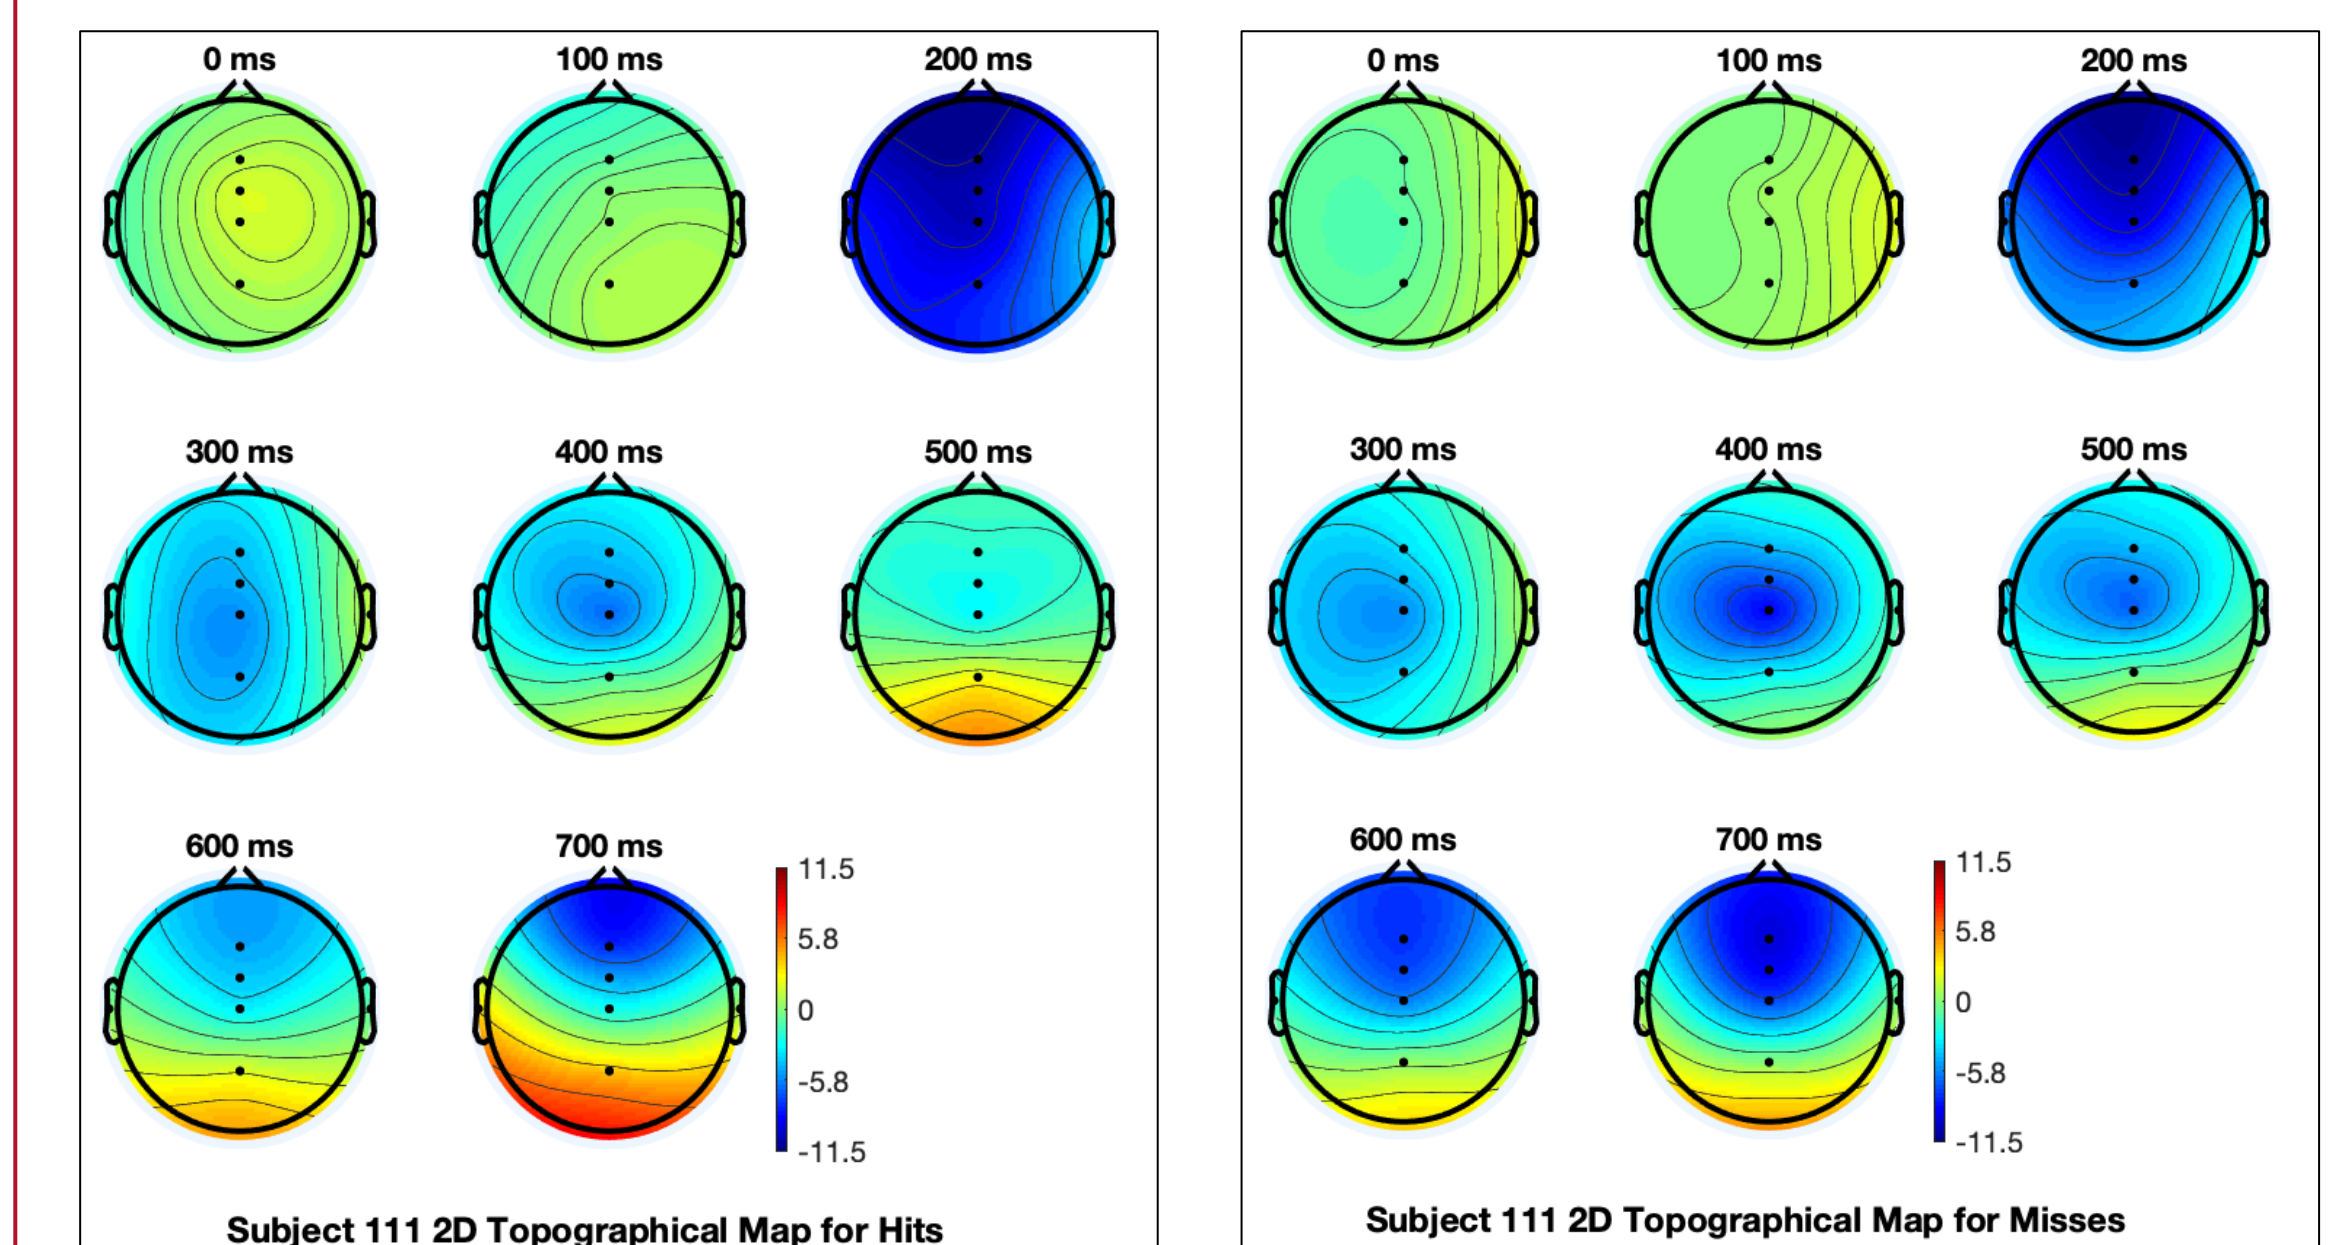 0 ms
100 ms
200 ms
300 ms
400 ms
500 ms
600 ms
700 ms
11.5
5.8
0
-5.8
-11.5
Subject 111 2D Topographical Map for Hits
0 ms
100 ms
200 ms
300 ms
400 ms
500 ms
600 ms
700 ms
11.5
5.8
0
-5.8
-11.5
Subject 111 2D Topographical Map for Misses